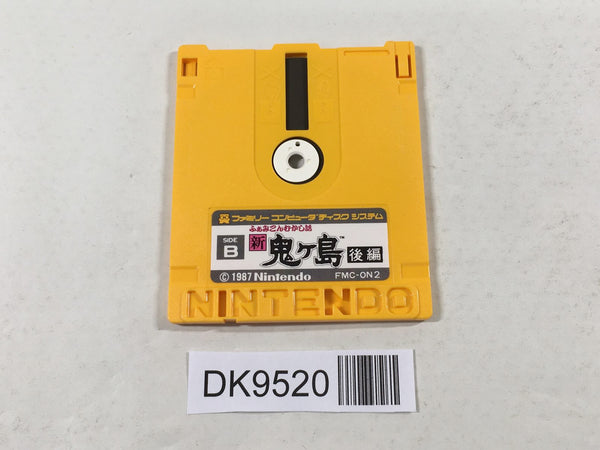 ファミリー コンピュータ ディスク システム
ふぁみこんむかし話
SIDE B
新 鬼ヶ島™ 後編
© 1987 Nintendo FMC-ON2
NINTENDO
DK9520